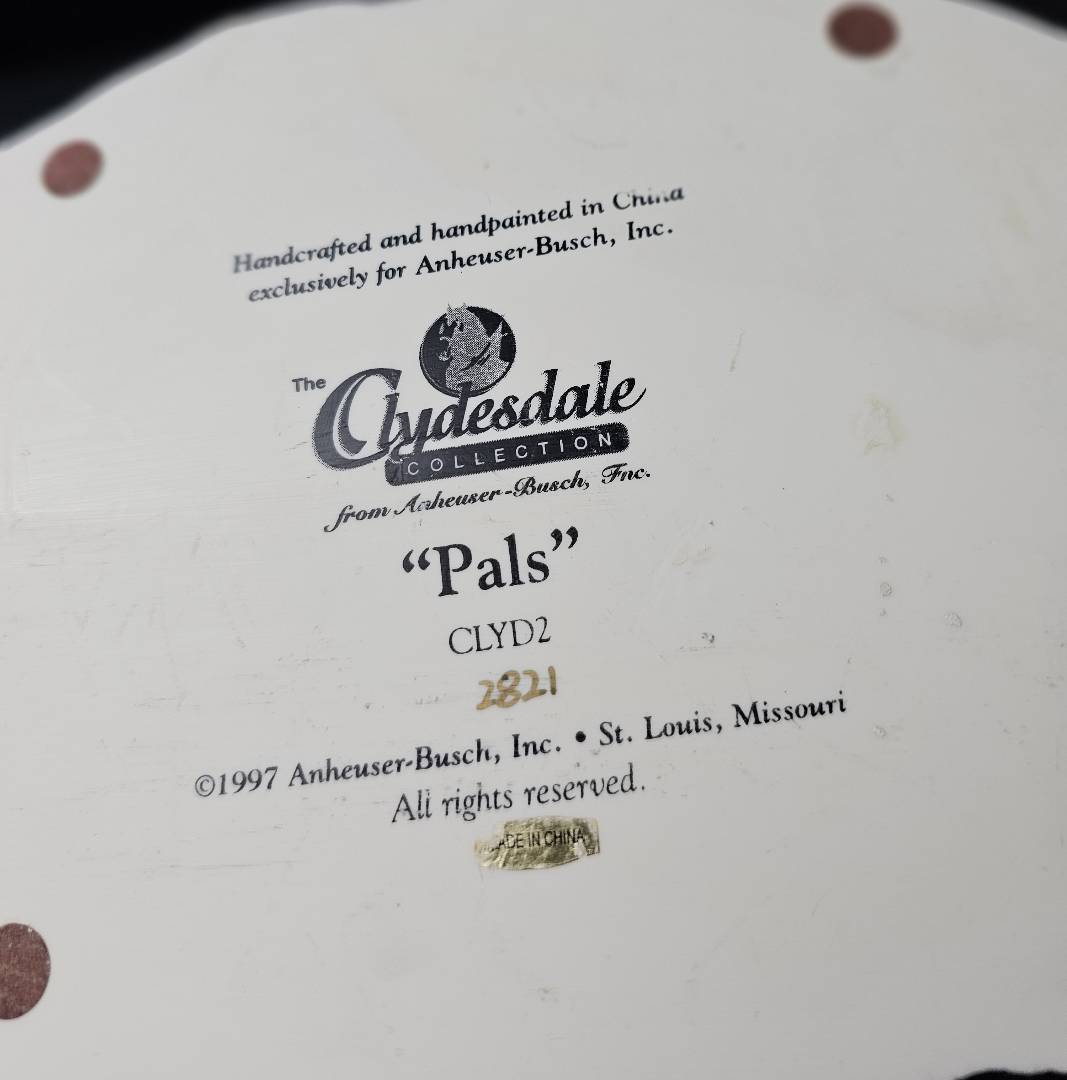 Handcrafted and handpainted in China
exclusively for Anheuser-Busch, Inc.
The Clydesdale
COLLECTION
from Anheuser-Busch, Inc.
“Pals”
CLYD2
2821
©1997 Anheuser-Busch, Inc. • St. Louis, Missouri
All rights reserved.
MADE IN CHINA